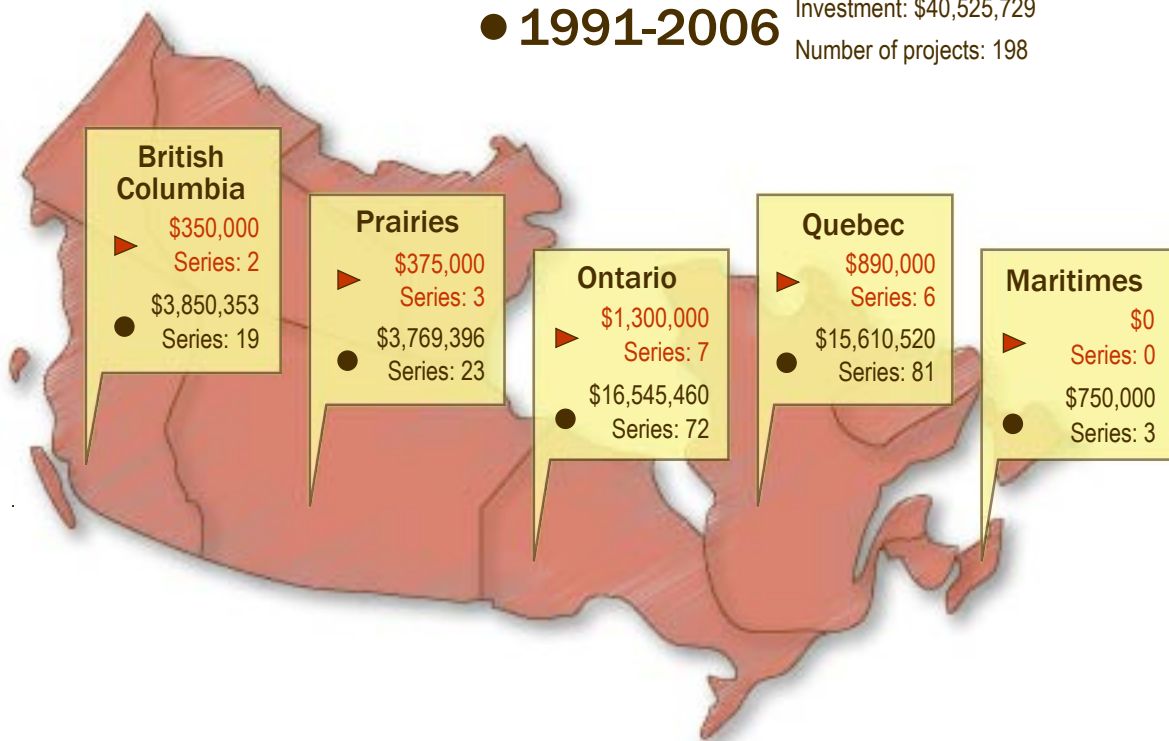 Investment: $40,525,729
1991-2006
Number of projects: 198
British
Columbia
$350,000
Series: 2
$3,850,353
Series: 19
Prairies
$375,000
Series: 3
$3,769,396
Series: 23
Ontario
$1,300,000
Series: 7
$16,545,460
Series: 72
Quebec
$890,000
Series: 6
$15,610,520
Series: 81
Maritimes
$0
Series: 0
$750,000
Series: 3